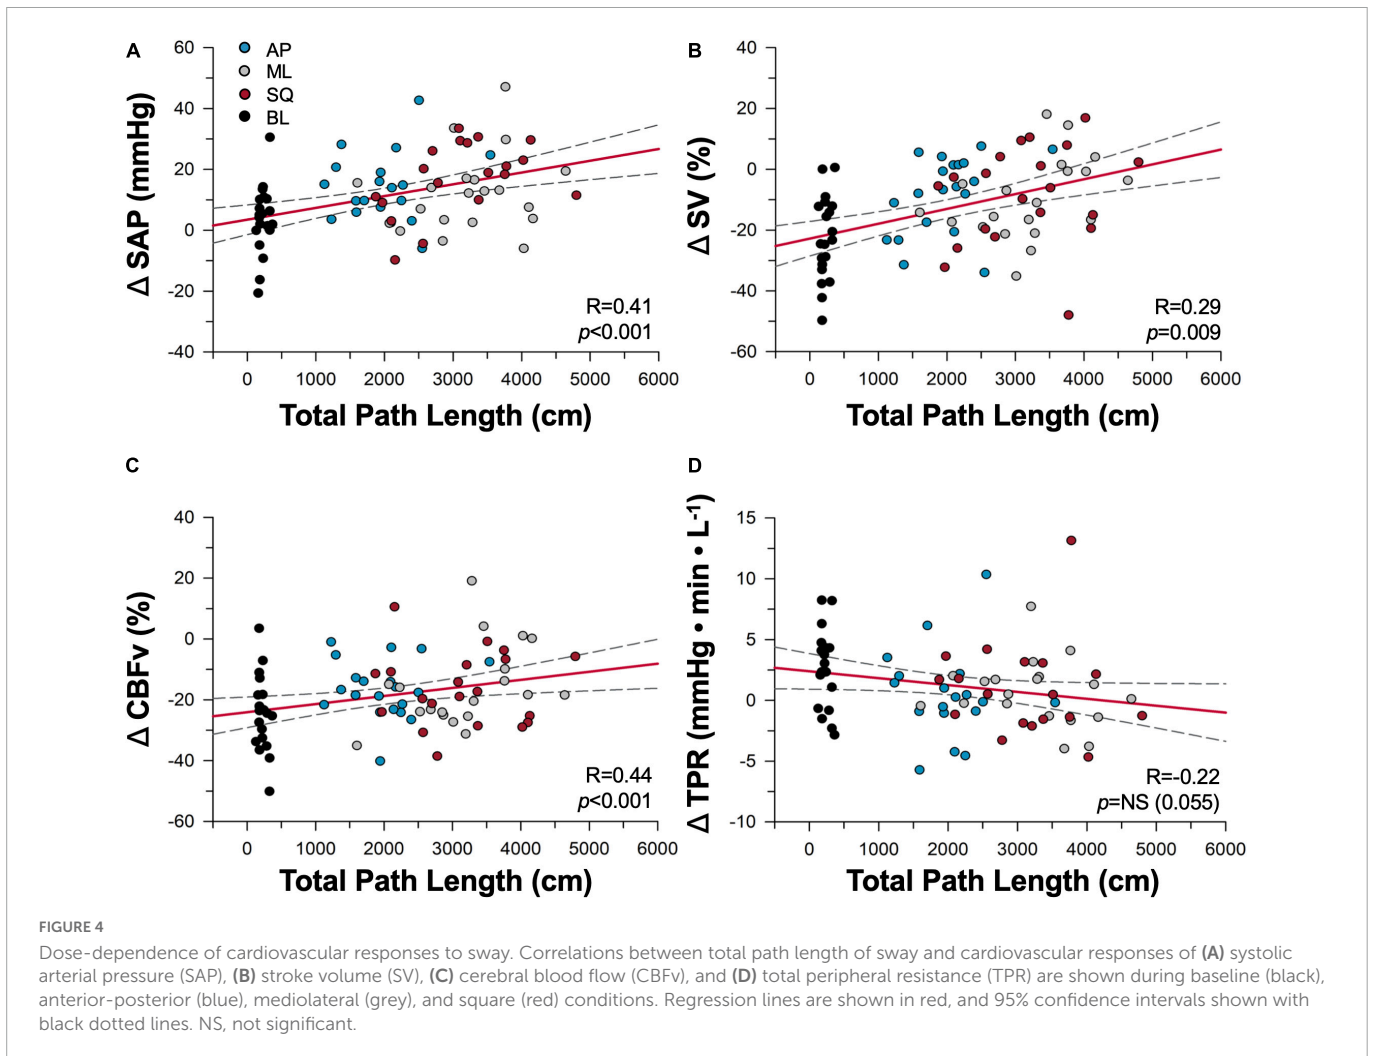 A
60
40
20
0
-20
-40
Δ SAP (mmHg)
AP
ML
SQ
BL
R=0.41
p<0.001
0 1000 2000 3000 4000 5000 6000
Total Path Length (cm)
B
40
20
0
-20
-40
-60
Δ SV (%)
R=0.29
p=0.009
0 1000 2000 3000 4000 5000 6000
Total Path Length (cm)
C
40
20
0
-20
-40
-60
Δ CBFv (%)
R=0.44
p<0.001
0 1000 2000 3000 4000 5000 6000
Total Path Length (cm)
D
15
10
5
0
-5
-10
Δ TPR (mmHg • min • L-1)
R=-0.22
p=NS (0.055)
0 1000 2000 3000 4000 5000 6000
Total Path Length (cm)
FIGURE 4
Dose-dependence of cardiovascular responses to sway. Correlations between total path length of sway and cardiovascular responses of (A) systolic
arterial pressure (SAP), (B) stroke volume (SV), (C) cerebral blood flow (CBFv), and (D) total peripheral resistance (TPR) are shown during baseline (black),
anterior-posterior (blue), mediolateral (grey), and square (red) conditions. Regression lines are shown in red, and 95% confidence intervals shown with
black dotted lines. NS, not significant.